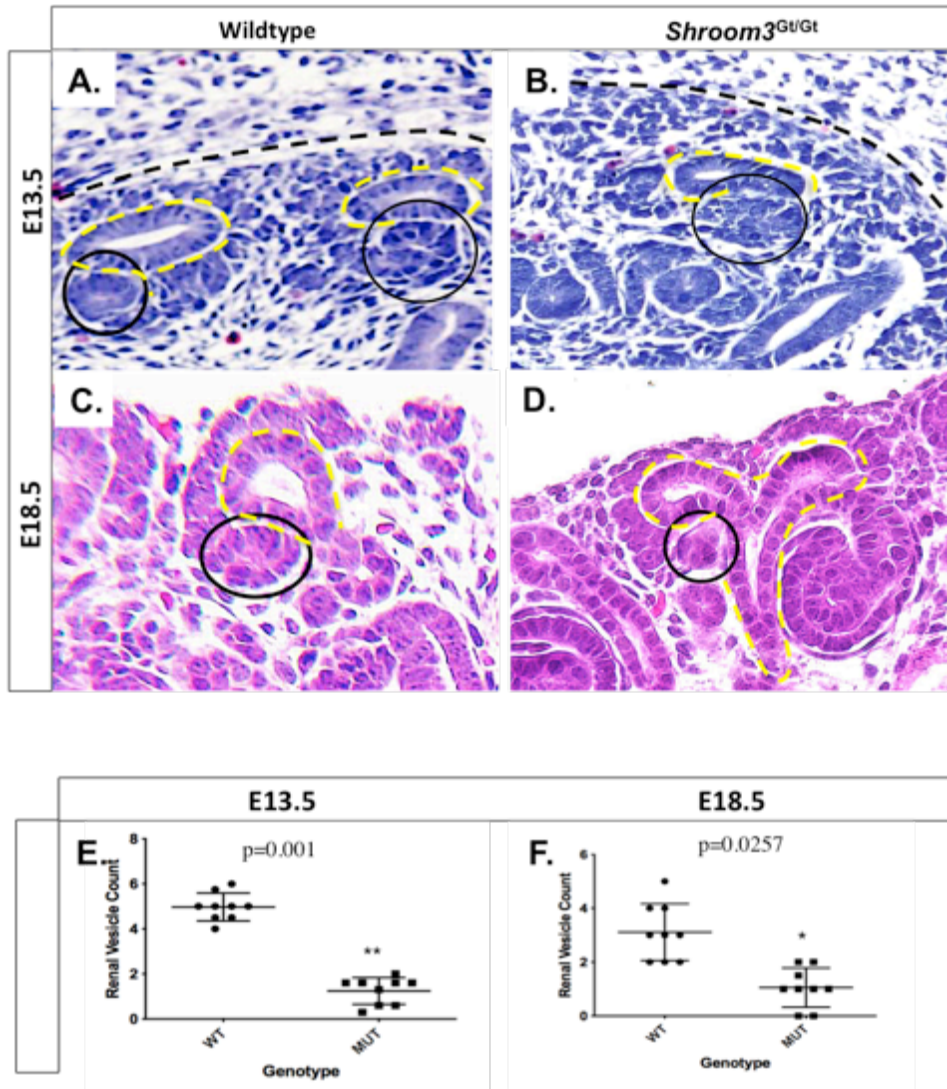 Wildtype
Shroom3Gt/Gt
E13.5
A.
B.
E18.5
C.
D.
E13.5
E18.5
E.
p=0.001
Renal Vesicle Count
8
6
4
2
0
**
WT
MUT
Genotype
F.
p=0.0257
Renal Vesicle Count
6
4
2
0
*
WT
MUT
Genotype